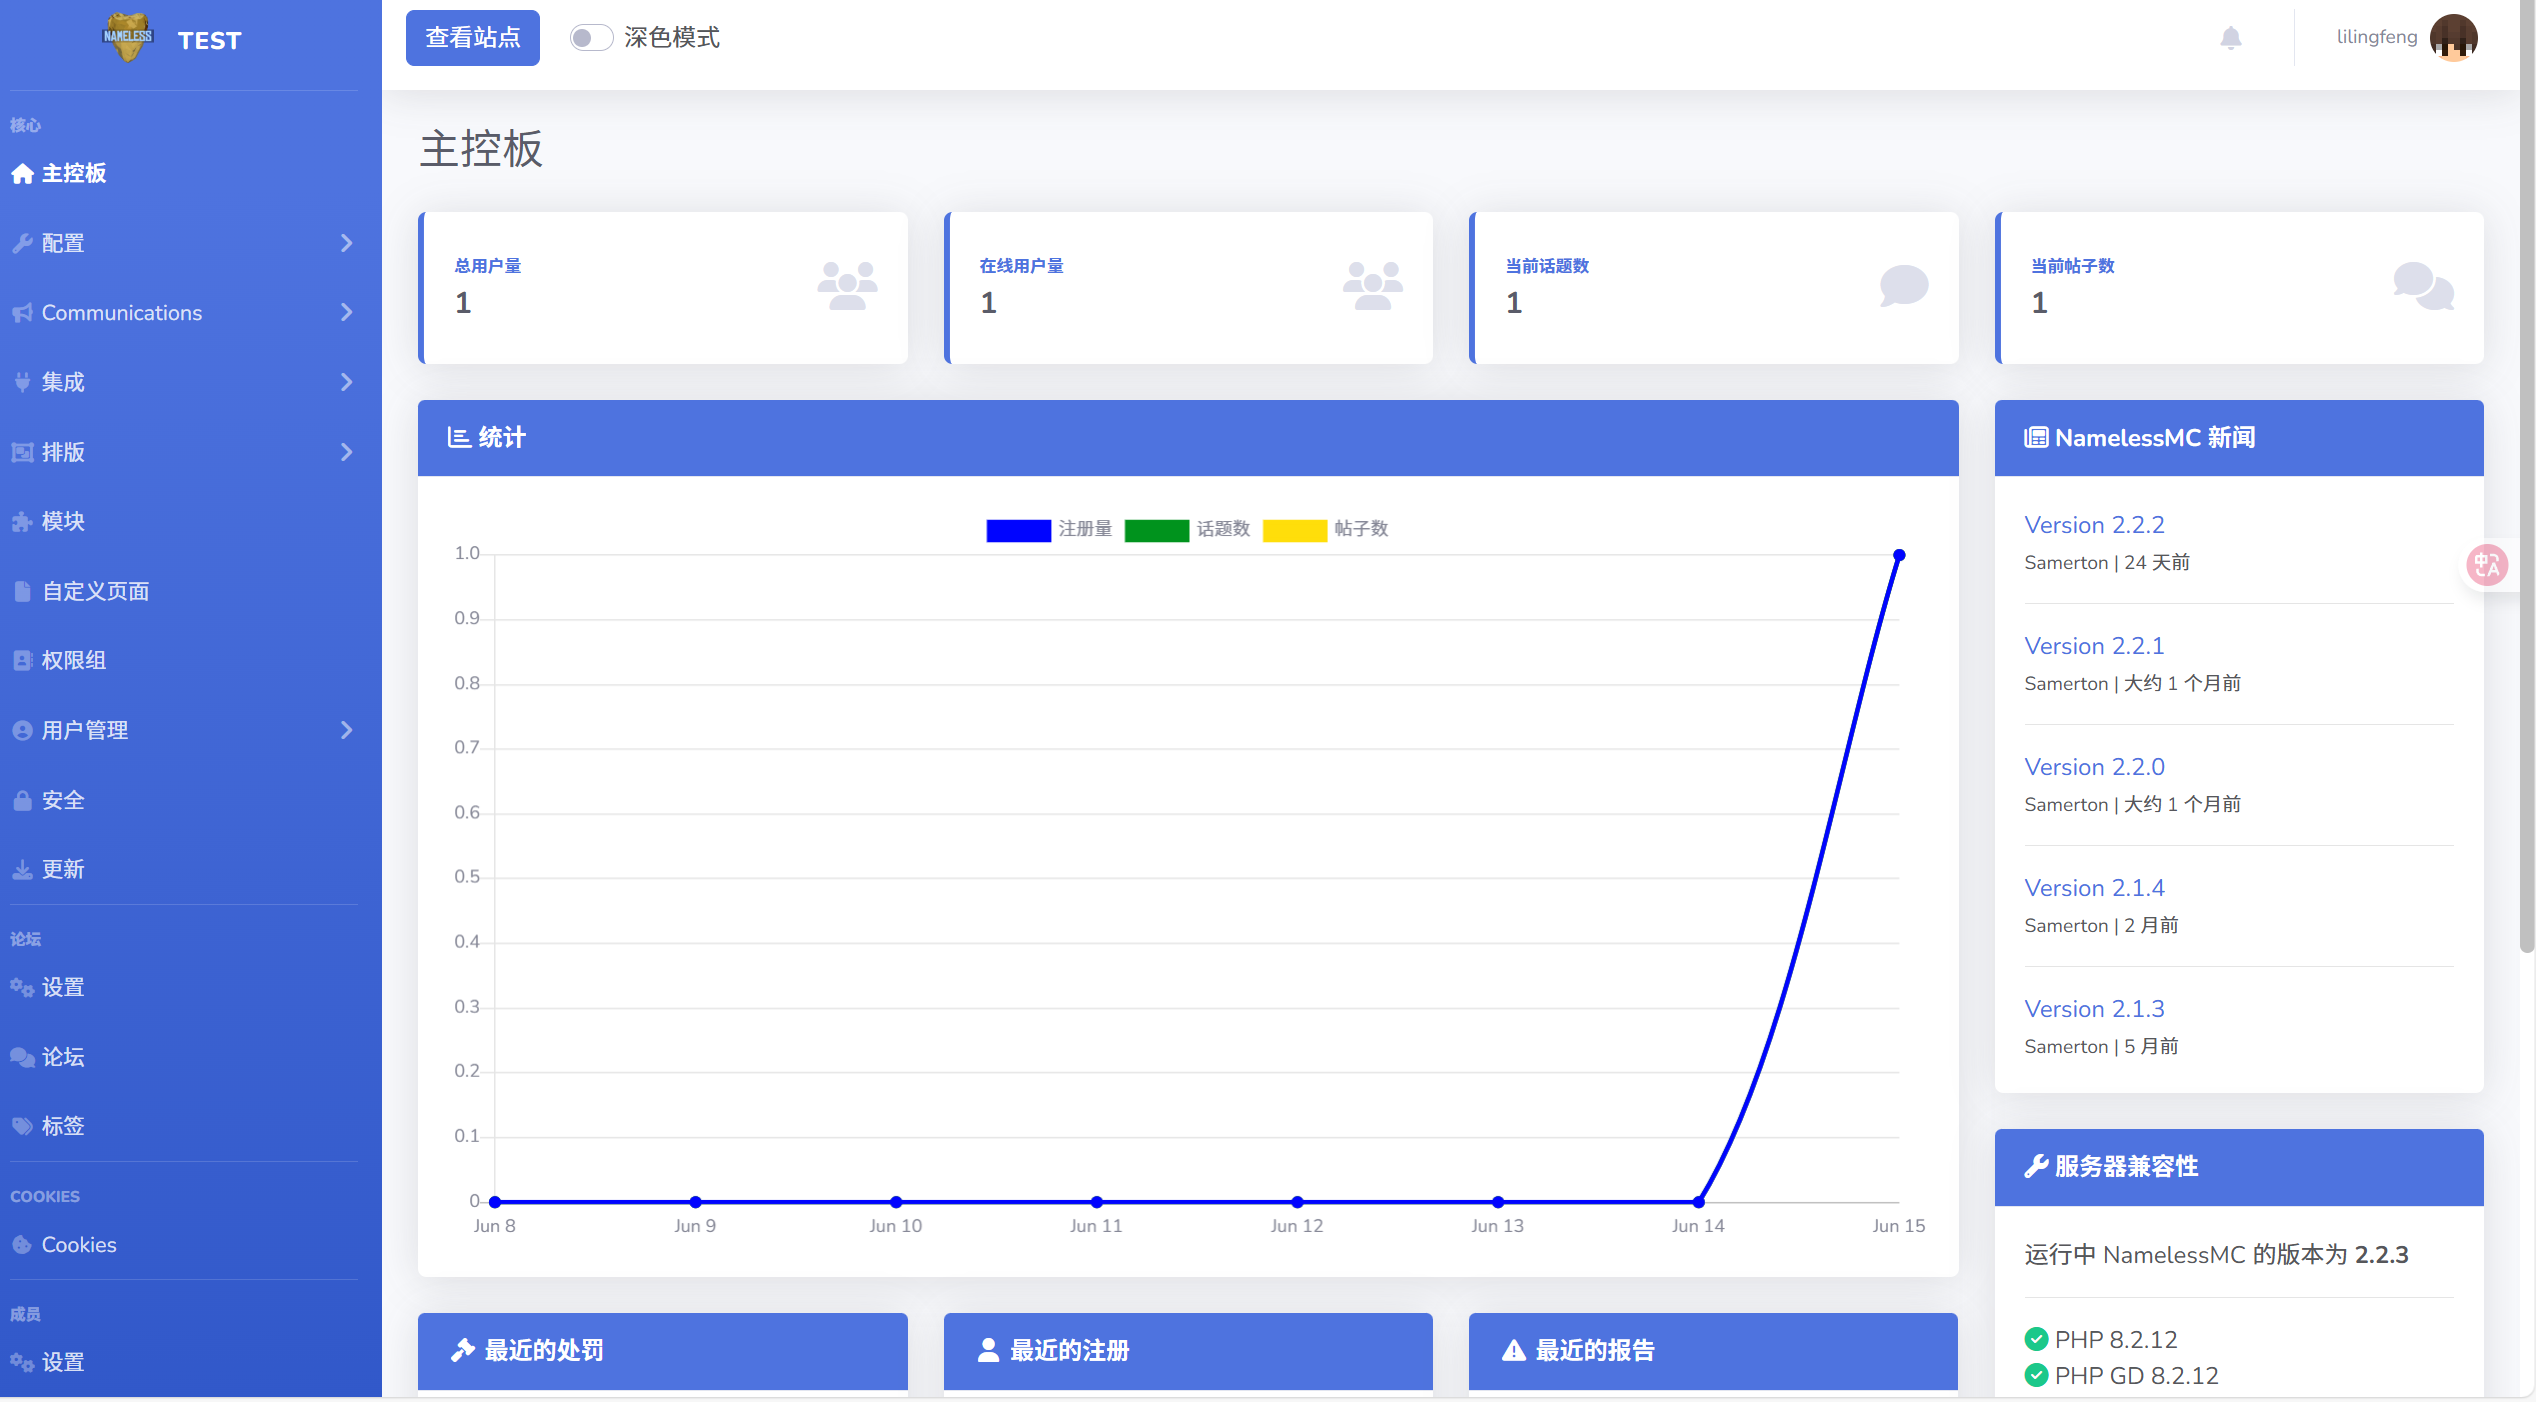 NAMELESS
TEST
查看站点
深色模式
lilingfeng
核心
主控板
配置
Communications
集成
排版
模块
自定义页面
权限组
用户管理
安全
更新
论坛
设置
论坛
标签
COOKIES
Cookies
成员
设置
主控板
总用户量
1
在线用户量
1
当前话题数
1
当前帖子数
1
统计
注册量 话题数 帖子数
1.0
0.9
0.8
0.7
0.6
0.5
0.4
0.3
0.2
0.1
0
Jun 8 Jun 9 Jun 10 Jun 11 Jun 12 Jun 13 Jun 14 Jun 15
NamelessMC 新闻
Version 2.2.2
Samerton | 24 天前
Version 2.2.1
Samerton | 大约 1 个月前
Version 2.2.0
Samerton | 大约 1 个月前
Version 2.1.4
Samerton | 2 月前
Version 2.1.3
Samerton | 5 月前
服务器兼容性
运行中 NamelessMC 的版本为 2.2.3
PHP 8.2.12
PHP GD 8.2.12
最近的处罚
最近的注册
最近的报告
中A